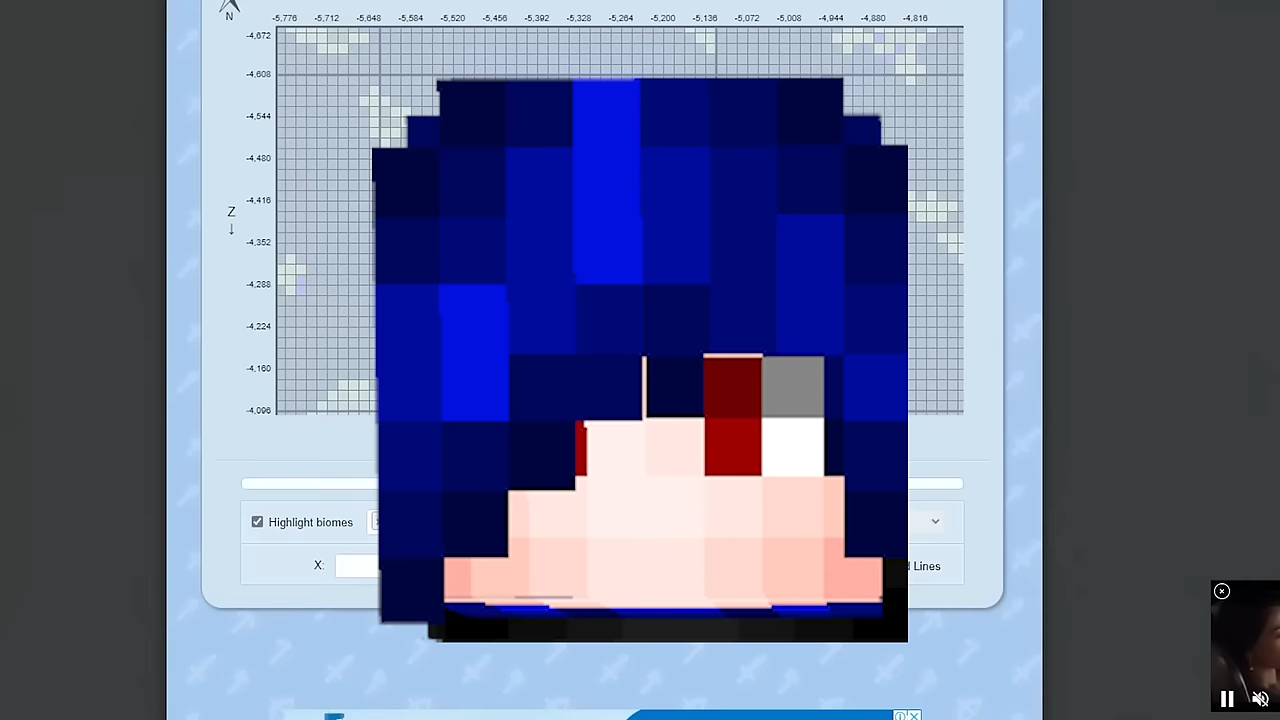 N
-5,776 -5,712 -5,648 -5,584 -5,520 -5,456 -5,392 -5,328 -5,264 -5,200 -5,136 -5,072 -5,008 -4,944 -4,880 -4,816
-4,672
-4,608
-4,544
-4,480
-4,416
Z
↓
-4,352
-4,288
-4,224
-4,160
-4,096
Highlight biomes
X:
Lines